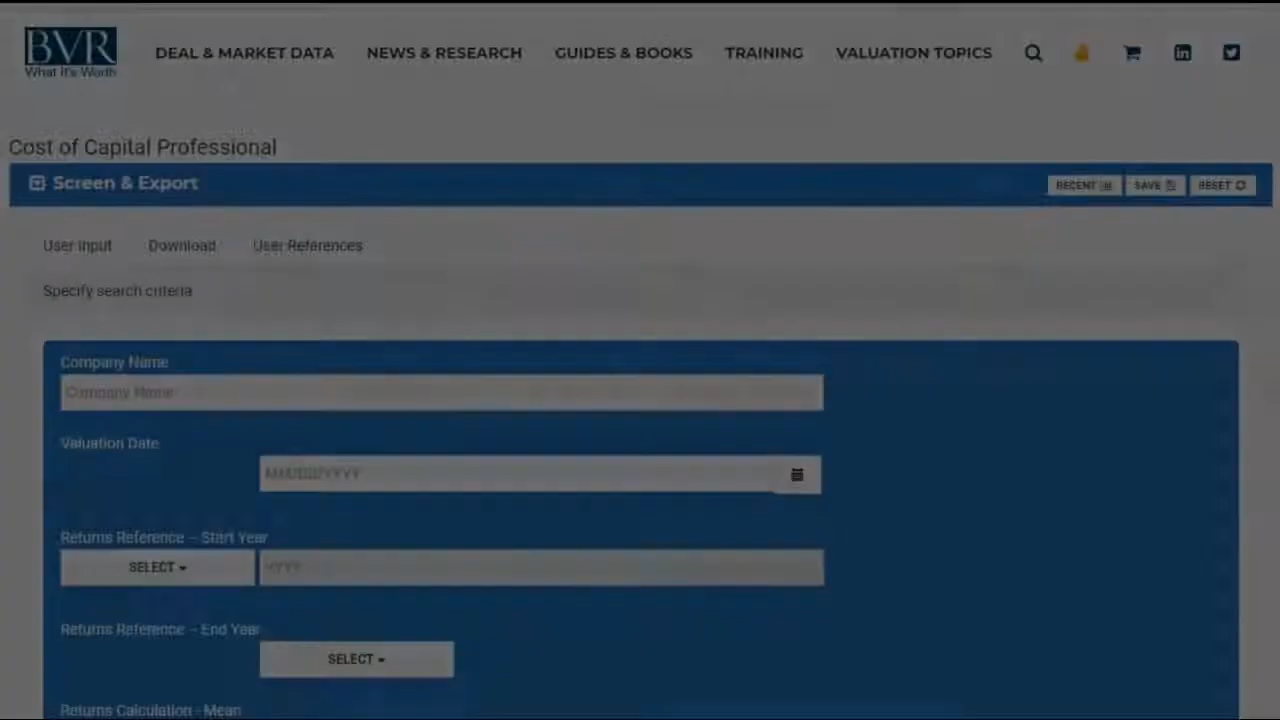 BVR
What It's Worth
DEAL & MARKET DATA NEWS & RESEARCH GUIDES & BOOKS TRAINING VALUATION TOPICS
Cost of Capital Professional
Screen & Export RECENT SAVE RESET
User Input Download User References
Specify search criteria
Company Name
Company Name
Valuation Date
MM/DD/YYYY
Returns Reference – Start Year
SELECT YYYY
Returns Reference – End Year
SELECT
Returns Calculation - Mean